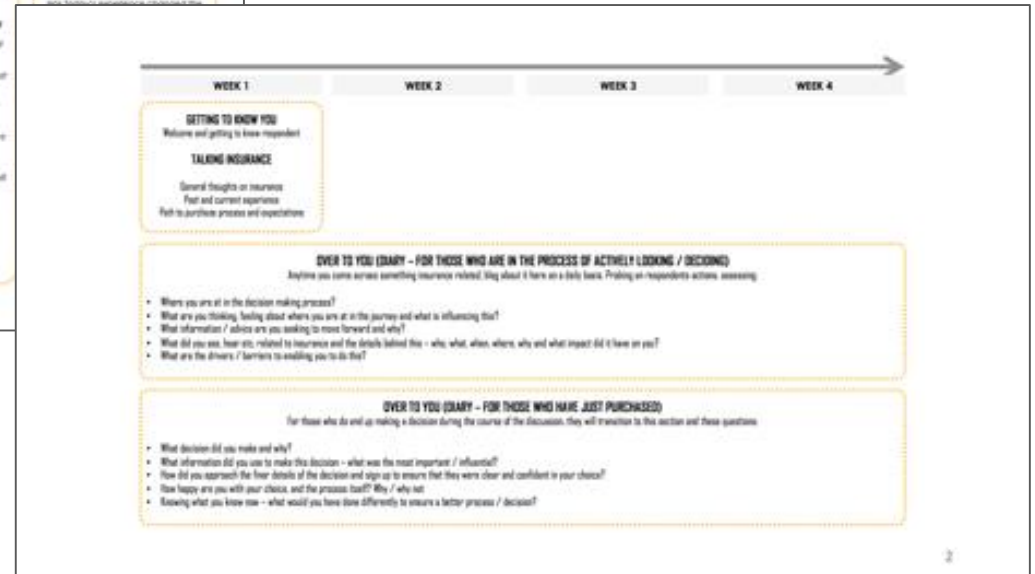 WEEK 1
WEEK 2
WEEK 3
WEEK 4
GETTING TO KNOW YOU
Welcome and getting to know respondent
TALKING INSURANCE
General thoughts on insurance
Past and current experience
Path to purchase process and expectations
OVER TO YOU (DIARY – FOR THOSE WHO ARE IN THE PROCESS OF ACTIVELY LOOKING / DECIDING)
Anytime you come across something insurance related, blog about it here on a daily basis. Probing on respondents actions, assessing:
• Where you are at in the decision making process?
• What are you thinking, feeling about where you are at in the journey and what is influencing this?
• What information / advice are you seeking to move forward and why?
• What did you see, hear etc. related to insurance and the details behind this – who, what, when, where, why and what impact did it have on you?
• What are the drivers / barriers to enabling you to do this?
OVER TO YOU (DIARY – FOR THOSE WHO HAVE JUST PURCHASED)
For those who do end up making a decision during the course of the discussion, they will transition to this section and these questions
• What decision did you make and why?
• What information did you use to make this decision – what was the most important / influential?
• How did you approach the finer details of the decision and sign up to ensure that they were clear and confident in your choice?
• How happy are you with your choice, and the process itself? Why / why not
• Knowing what you know now – what would you have done differently to ensure a better process / decision?
2